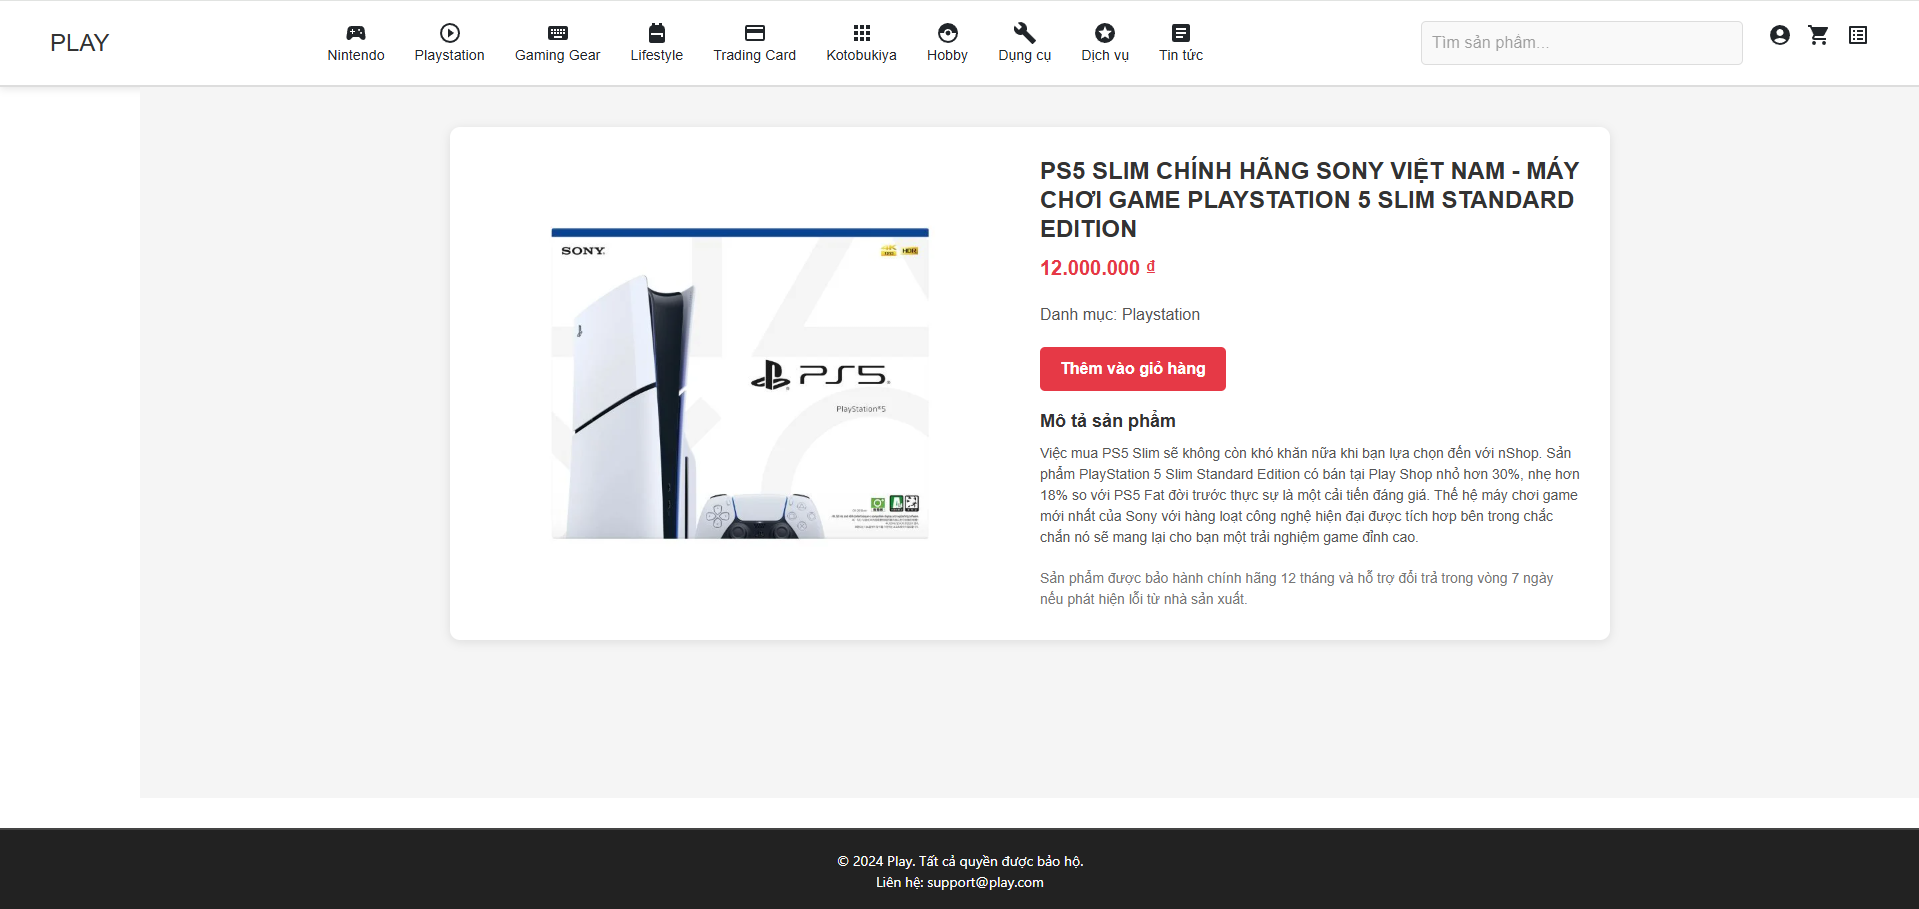 PLAY
Nintendo
Playstation
Gaming Gear
Lifestyle
Trading Card
Kotobukiya
Hobby
Dụng cụ
Dịch vụ
Tin tức
Tìm sản phẩm...
SONY
4K
HDR
PS5
PlayStation®5
PS5 SLIM CHÍNH HÃNG SONY VIỆT NAM - MÁY
CHƠI GAME PLAYSTATION 5 SLIM STANDARD
EDITION
12.000.000 ₫
Danh mục: Playstation
Thêm vào giỏ hàng
Mô tả sản phẩm
Việc mua PS5 Slim sẽ không còn khó khăn nữa khi bạn lựa chọn đến với nShop. Sản
phẩm PlayStation 5 Slim Standard Edition có bán tại Play Shop nhỏ hơn 30%, nhẹ hơn
18% so với PS5 Fat đời trước thực sự là một cải tiến đáng giá. Thế hệ máy chơi game
mới nhất của Sony với hàng loạt công nghệ hiện đại được tích hơp bên trong chắc
chắn nó sẽ mang lại cho bạn một trải nghiệm game đỉnh cao.
Sản phẩm được bảo hành chính hãng 12 tháng và hỗ trợ đổi trả trong vòng 7 ngày
nếu phát hiện lỗi từ nhà sản xuất.
© 2024 Play. Tất cả quyền được bảo hộ.
Liên hệ: support@play.com